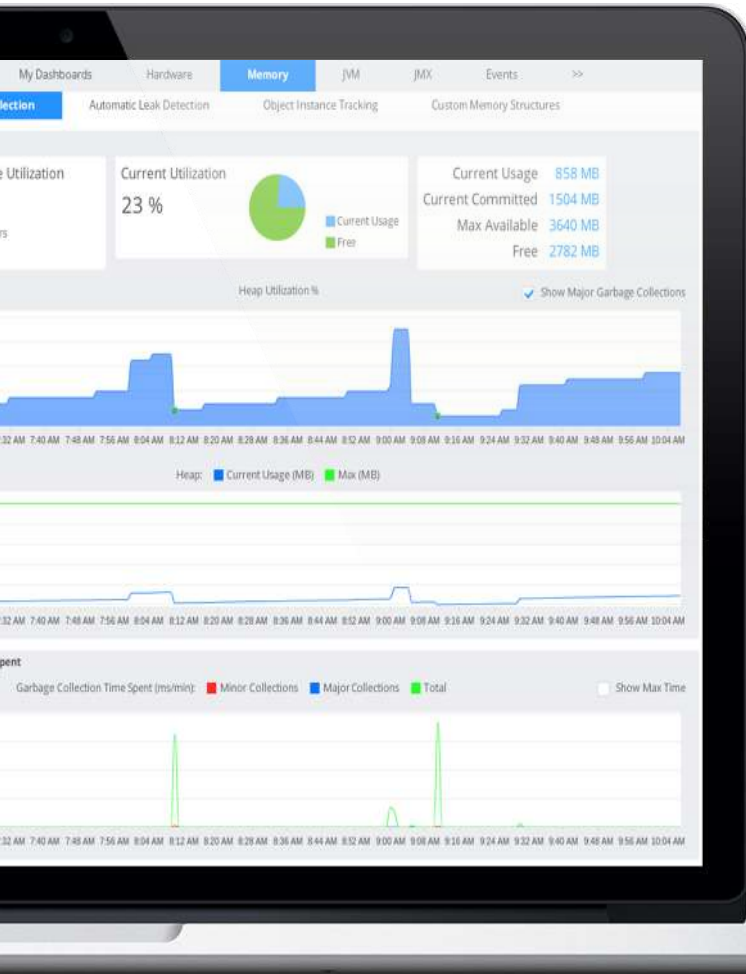 My Dashboards Hardware Memory JVM JMX Events >>
lection Automatic Leak Detection Object Instance Tracking Custom Memory Structures
e Utilization
rs
Current Utilization
23 %
Current Usage
Free
Current Usage 858 MB
Current Committed 1504 MB
Max Available 3640 MB
Free 2782 MB
Heap Utilization %
Show Major Garbage Collections
:32 AM 7:40 AM 7:48 AM 7:56 AM 8:04 AM 8:12 AM 8:20 AM 8:28 AM 8:36 AM 8:44 AM 8:52 AM 9:00 AM 9:08 AM 9:16 AM 9:24 AM 9:32 AM 9:40 AM 9:48 AM 9:56 AM 10:04 AM
Heap: Current Usage (MB) Max (MB)
:32 AM 7:40 AM 7:48 AM 7:56 AM 8:04 AM 8:12 AM 8:20 AM 8:28 AM 8:36 AM 8:44 AM 8:52 AM 9:00 AM 9:08 AM 9:16 AM 9:24 AM 9:32 AM 9:40 AM 9:48 AM 9:56 AM 10:04 AM
pent
Garbage Collection Time Spent (ms/min): Minor Collections Major Collections Total
Show Max Time
:32 AM 7:40 AM 7:48 AM 7:56 AM 8:04 AM 8:12 AM 8:20 AM 8:28 AM 8:36 AM 8:44 AM 8:52 AM 9:00 AM 9:08 AM 9:16 AM 9:24 AM 9:32 AM 9:40 AM 9:48 AM 9:56 AM 10:04 AM